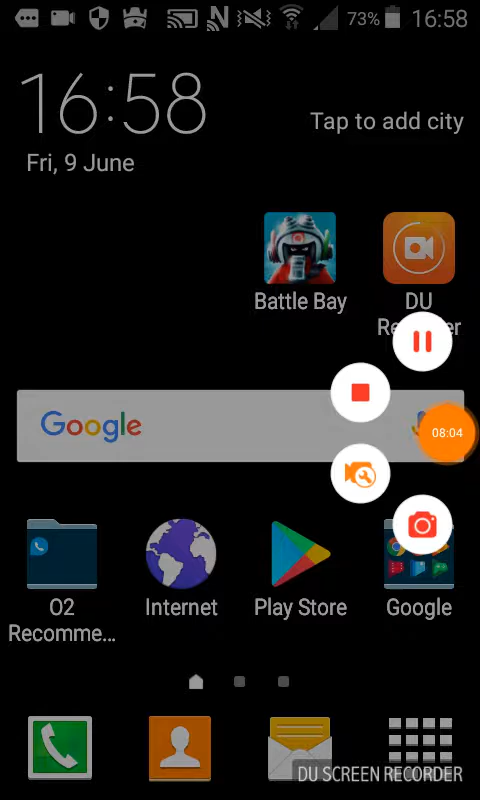 73% 16:58
16:58
Tap to add city
Fri, 9 June
Battle Bay
DU
Google
08:04
O2
Recomme...
Internet
Play Store
Google
DU SCREEN RECORDER